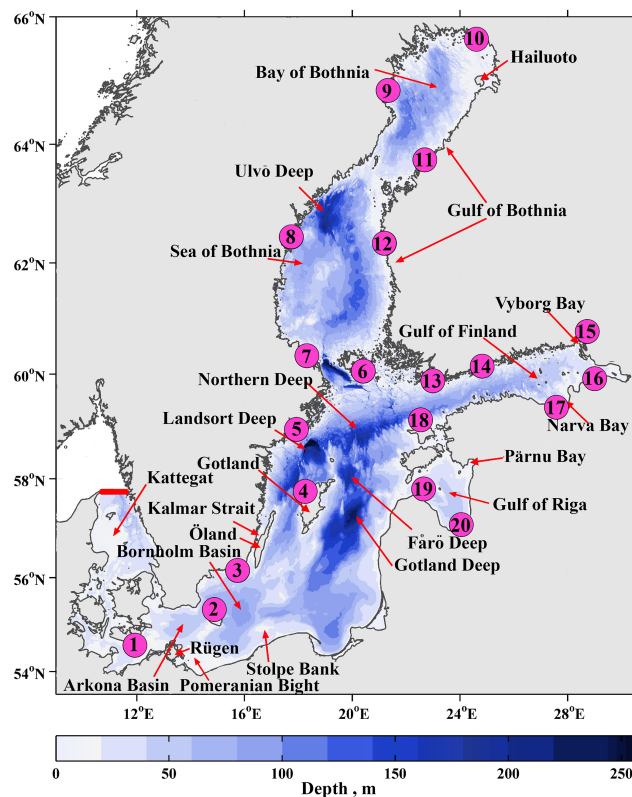 66°N
10
Hailuoto
Bay of Bothnia
9
64°N
11
Ulvö Deep
Gulf of Bothnia
8
12
Sea of Bothnia
62°N
Vyborg Bay
Gulf of Finland
15
7
6
14
60°N
13
16
Northern Deep
17
Landsort Deep
5
18
Narva Bay
Gotland
Pärnu Bay
Kattegat
58°N
4
19
Gulf of Riga
Kalmar Strait
20
Öland
Fårö Deep
Bornholm Basin
Gotland Deep
3
56°N
2
1
Rügen
54°N
Stolpe Bank
Arkona Basin
Pomeranian Bight
12°E
16°E
20°E
24°E
28°E
0
50
100
150
200
250
Depth , m